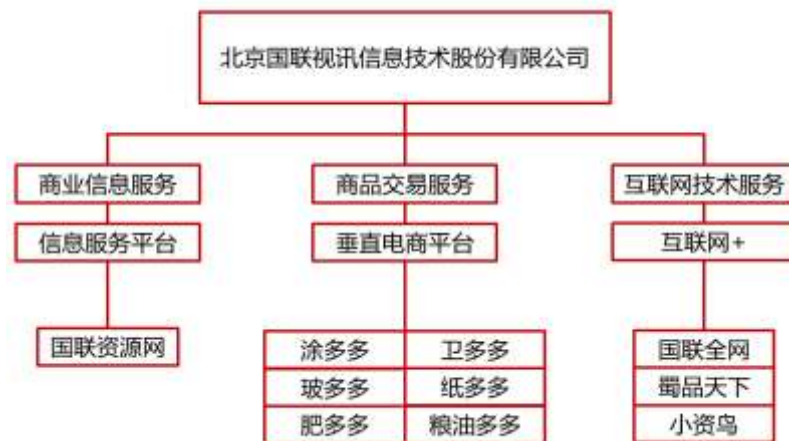 北京国联视讯信息技术股份有限公司
商业信息服务
商品交易服务
互联网技术服务
信息服务平台
垂直电商平台
互联网+
国联资源网
涂多多
卫多多
国联全网
玻多多
纸多多
蜀品天下
肥多多
粮油多多
小资鸟